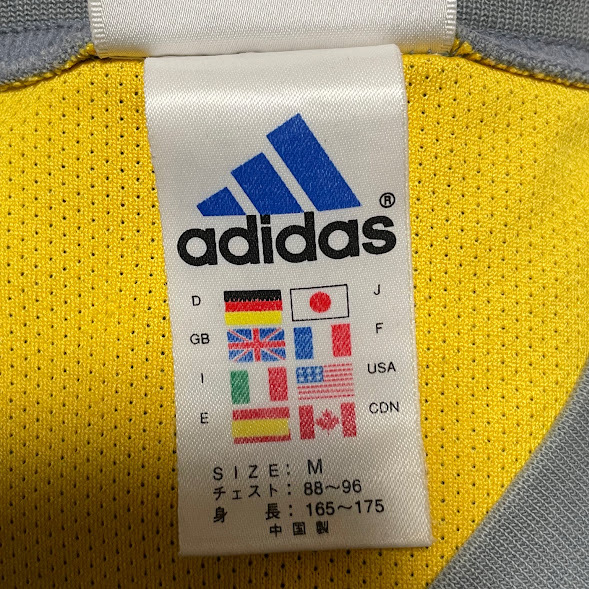 adidas®
D J
GB F
I USA
E CDN
SIZE: M
チェスト: 88~96
身 長: 165~175
中国製